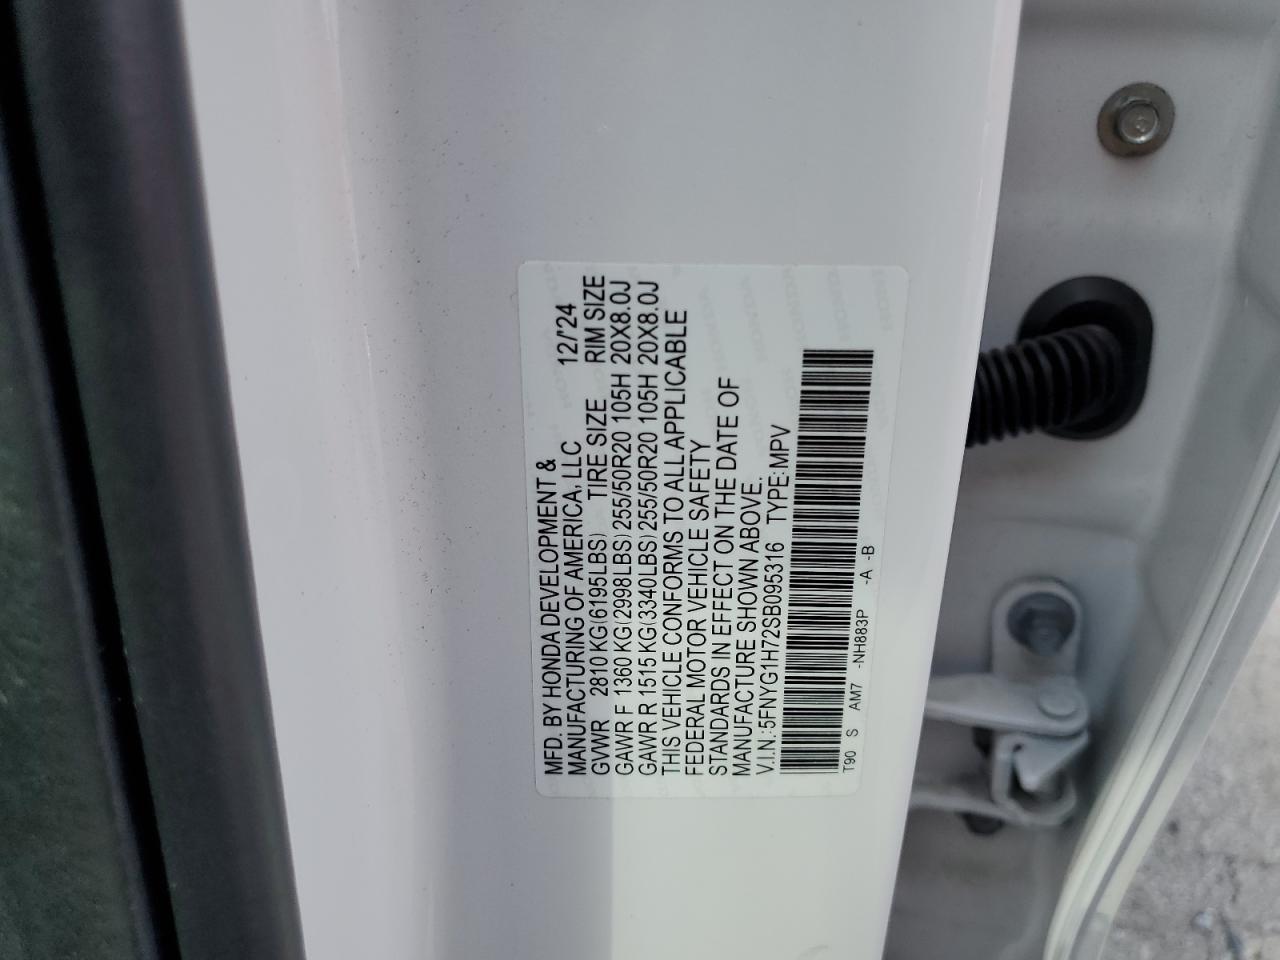 MFD. BY HONDA DEVELOPMENT &
MANUFACTURING OF AMERICA, LLC 12/'24
GVWR 2810 KG(6195LBS) TIRE SIZE RIM SIZE
GAWR F 1360 KG(2998LBS) 255/50R20 105H 20X8.0J
GAWR R 1515 KG(3340LBS) 255/50R20 105H 20X8.0J
THIS VEHICLE CONFORMS TO ALL APPLICABLE
FEDERAL MOTOR VEHICLE SAFETY
STANDARDS IN EFFECT ON THE DATE OF
MANUFACTURE SHOWN ABOVE.
V.I.N.:5FNYG1H72SB095316 TYPE:MPV
T90 S AM7 -NH883P -A -B